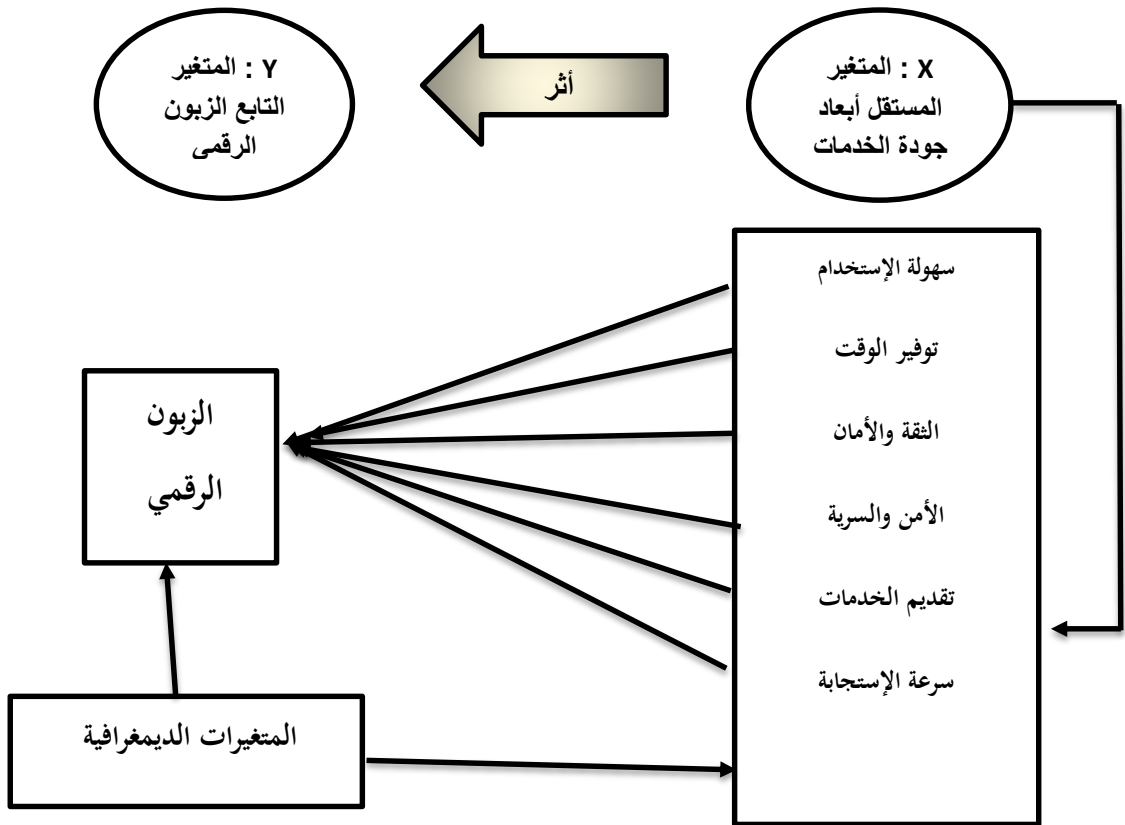 X : المتغير
المستقل أبعاد
جودة الخدمات
أثر
Y : المتغير
التابع الزبون
الرقمى
سهولة الإستخدام
توفير الوقت
الثقة والأمان
الأمن والسرية
تقديم الخدمات
سرعة الإستجابة
الزبون
الرقمي
المتغيرات الديمغرافية